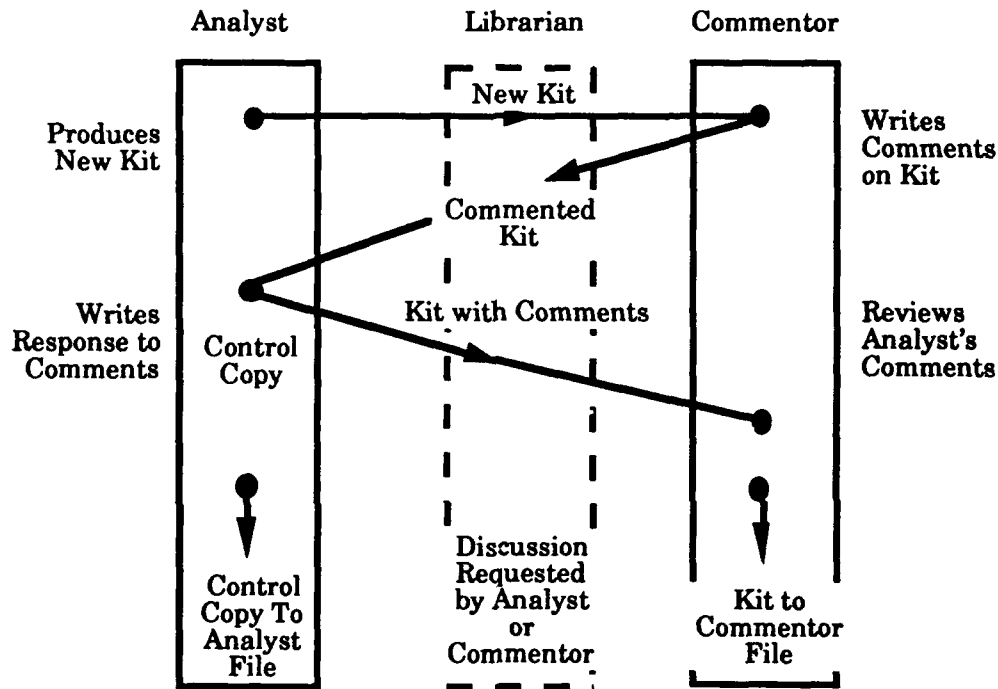 Analyst
Librarian
Commentor
New Kit
Produces
New Kit
Writes
Comments
on Kit
Commented
Kit
Kit with Comments
Writes
Response to
Comments
Control
Copy
Reviews
Analyst's
Comments
Control
Copy To
Analyst
File
Discussion
Requested
by Analyst
or
Commentor
Kit to
Commentor
File